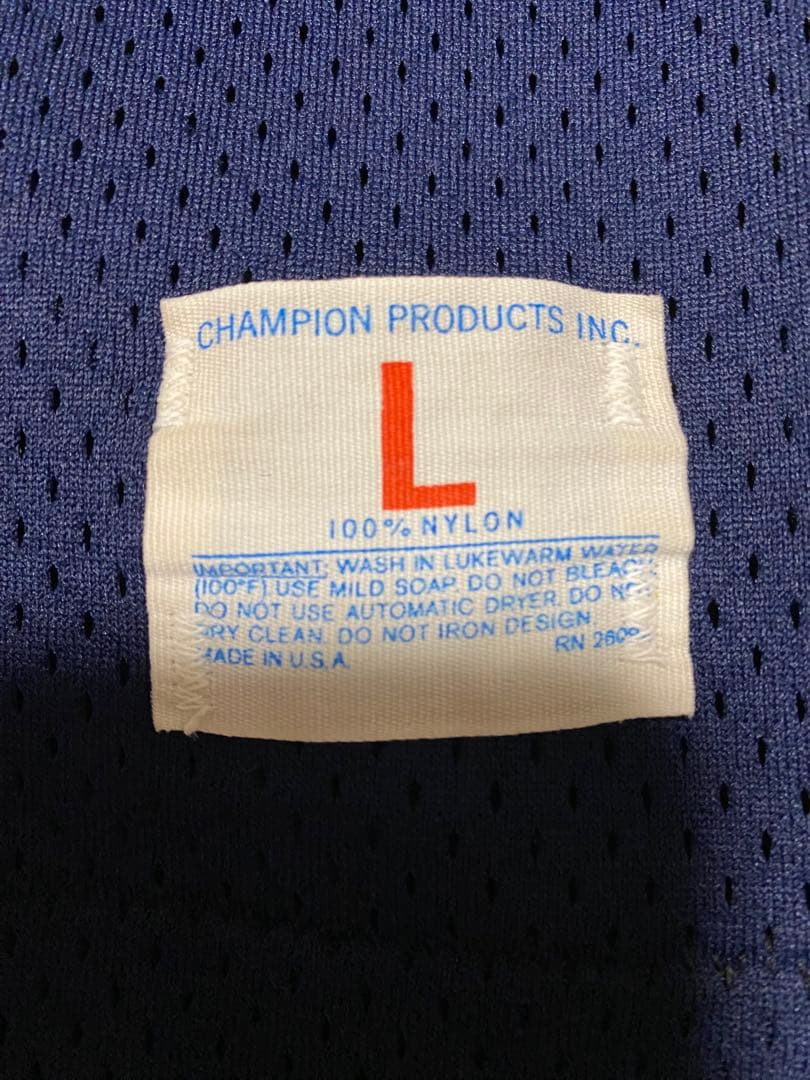 CHAMPION PRODUCTS INC.
L
100% NYLON
IMPORTANT: WASH IN LUKEWARM WATER
(100°F) USE MILD SOAP. DO NOT BLEACH.
DO NOT USE AUTOMATIC DRYER. DO NOT
DRY CLEAN. DO NOT IRON DESIGN
RN
MADE IN U.S.A.